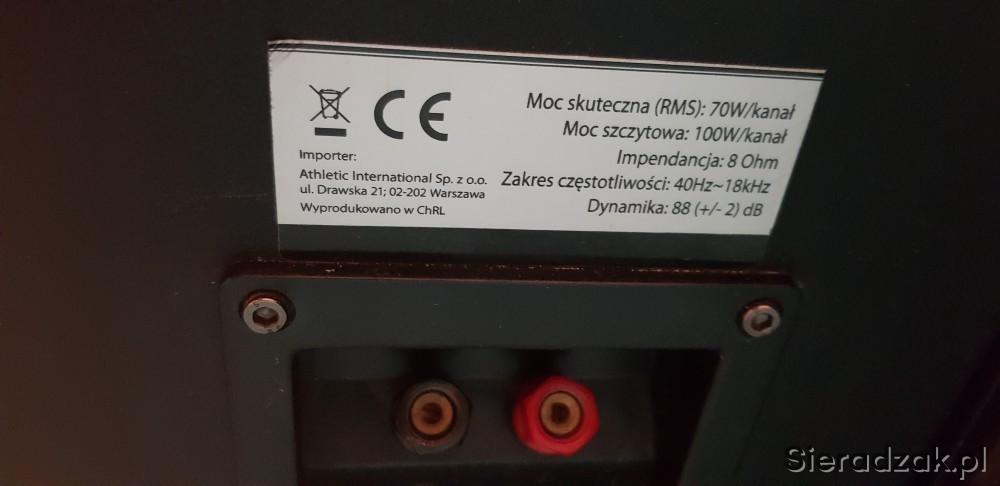 CE
Importer:
Athletic International Sp. z o.o.
ul. Drawska 21; 02-202 Warszawa
Wyprodukowano w ChRL
Moc skuteczna (RMS): 70W/kanał
Moc szczytowa: 100W/kanał
Impendancja: 8 Ohm
Zakres częstotliwości: 40Hz~18kHz
Dynamika: 88 (+/- 2) dB
Sieradzak.pl